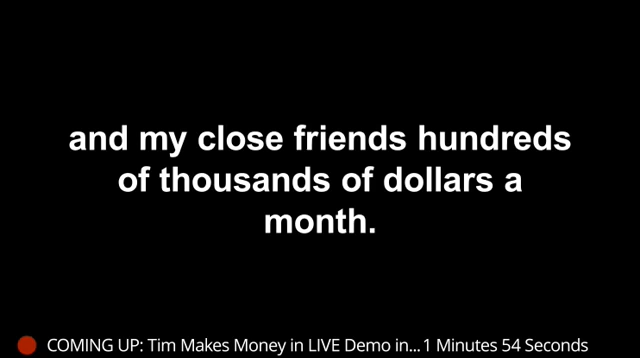 and my close friends hundreds
of thousands of dollars a
month.
COMING UP: Tim Makes Money in LIVE Demo in... 1 Minutes 54 Seconds